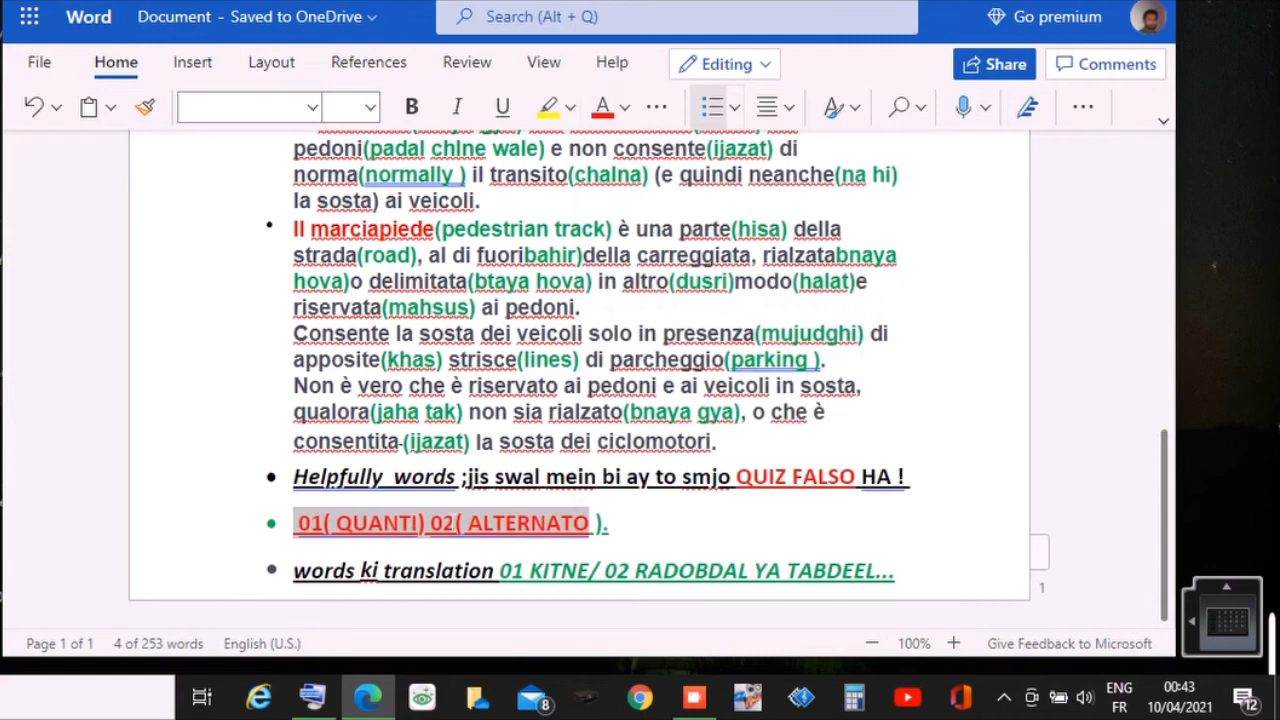 Word
Document - Saved to OneDrive
Search (Alt + Q)
Go premium
File
Home
Insert
Layout
References
Review
View
Help
Editing
Share
Comments
B
I
U
A
pedoni(padal chlne wale) e non consente(ijazat) di
norma(normally ) il transito(chalna) (e quindi neanche(na hi)
la sosta) ai veicoli.
Il marciapiede(pedestrian track) è una parte(hisa) della
strada(road), al di fuoribahir)della carreggiata, rialzatabnaya
hova)o delimitata(btaya hova) in altro(dusri)modo(halat)e
riservata(mahsus) ai pedoni.
Consente la sosta dei veicoli solo in presenza(mujudghi) di
apposite(khas) strisce(lines) di parcheggio(parking ).
Non è vero che è riservato ai pedoni e ai veicoli in sosta,
qualora(jaha tak) non sia rialzato(bnaya gya), o che è
consentita (ijazat) la sosta dei ciclomotori.
Helpfully words ;jis swal mein bi ay to smjo QUIZ FALSO HA !
01( QUANTI) 02( ALTERNATO ).
words ki translation 01 KITNE/ 02 RADOBDAL YA TABDEEL...
1
Page 1 of 1
4 of 253 words
English (U.S.)
100%
Give Feedback to Microsoft
8
ENG
FR
00:43
10/04/2021
12